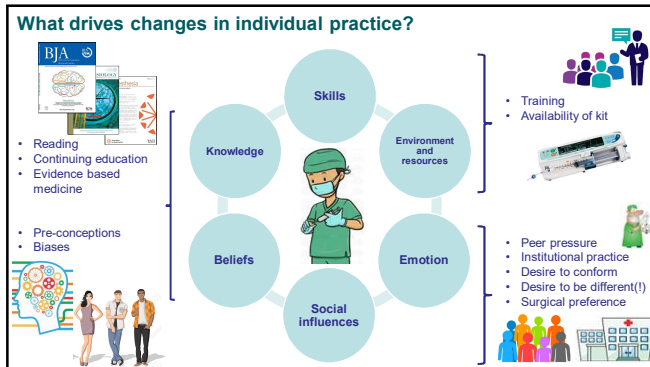 What drives changes in individual practice?
BJA
Skills
Knowledge
Environment
and
resources
Beliefs
Emotion
Social
influences
• Reading
• Continuing education
• Evidence based
medicine
• Pre-conceptions
• Biases
• Training
• Availability of kit
• Peer pressure
• Institutional practice
• Desire to conform
• Desire to be different(!)
• Surgical preference